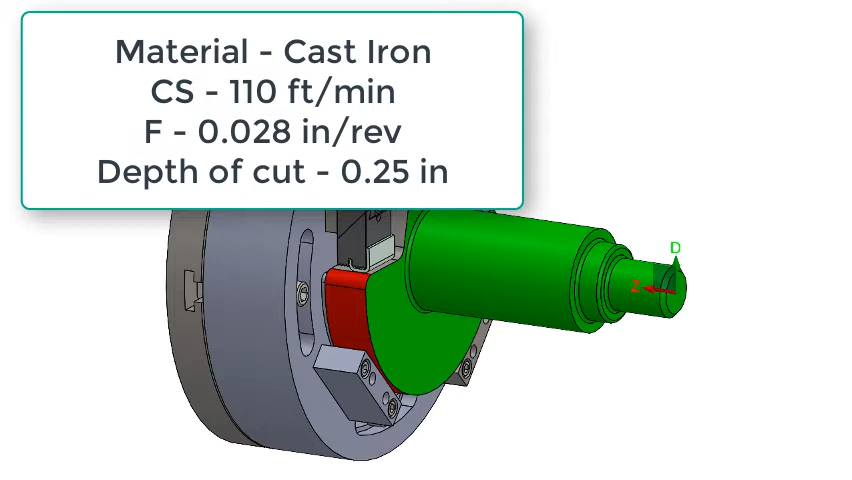 Material - Cast Iron
CS - 110 ft/min
F - 0.028 in/rev
Depth of cut - 0.25 in
D
Z